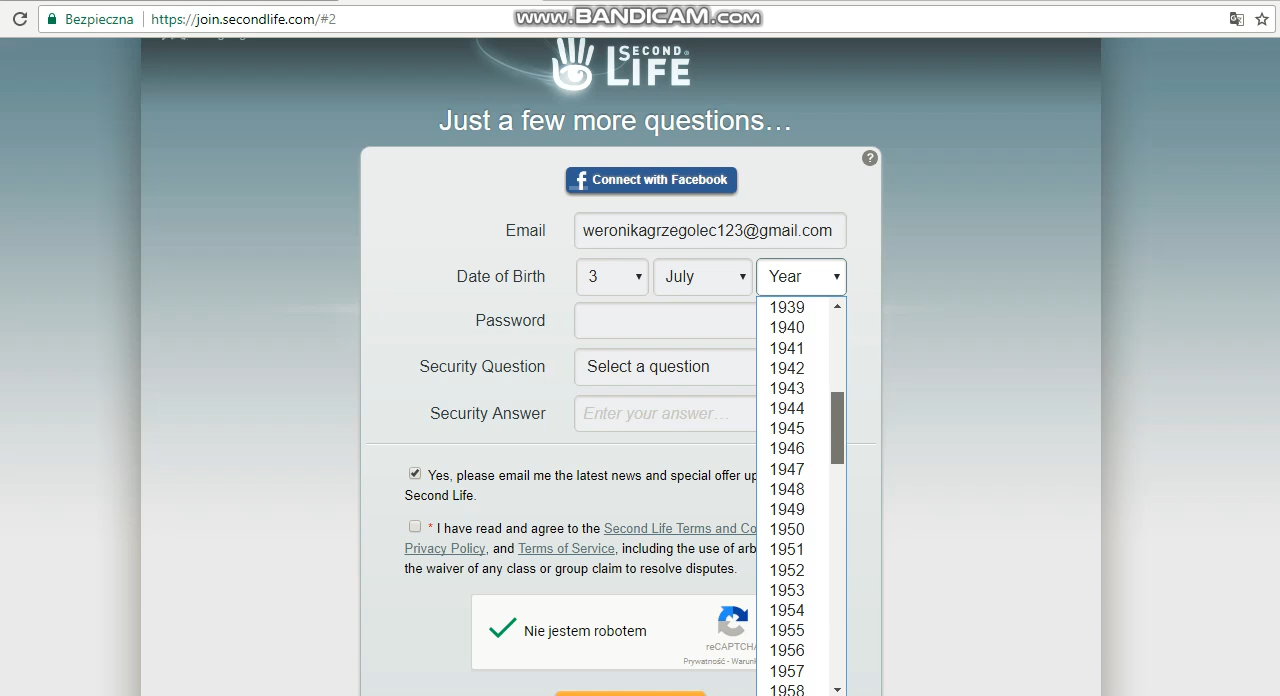 Bezpieczna https://join.secondlife.com/#2
www.BANDICAM.com
SECOND
LIFE
Just a few more questions...
?
f Connect with Facebook
Email weronikagrzegolec123@gmail.com
Date of Birth 3 July Year
Password
Security Question Select a question
Security Answer Enter your answer...
1939
1940
1941
1942
1943
1944
1945
1946
1947
1948
1949
1950
1951
1952
1953
1954
1955
1956
1957
1958
Yes, please email me the latest news and special offer up
Second Life.
* I have read and agree to the Second Life Terms and Co
Privacy Policy, and Terms of Service, including the use of arb
the waiver of any class or group claim to resolve disputes.
Nie jestem robotem
reCAPTCHA
Prywatność - Warunk